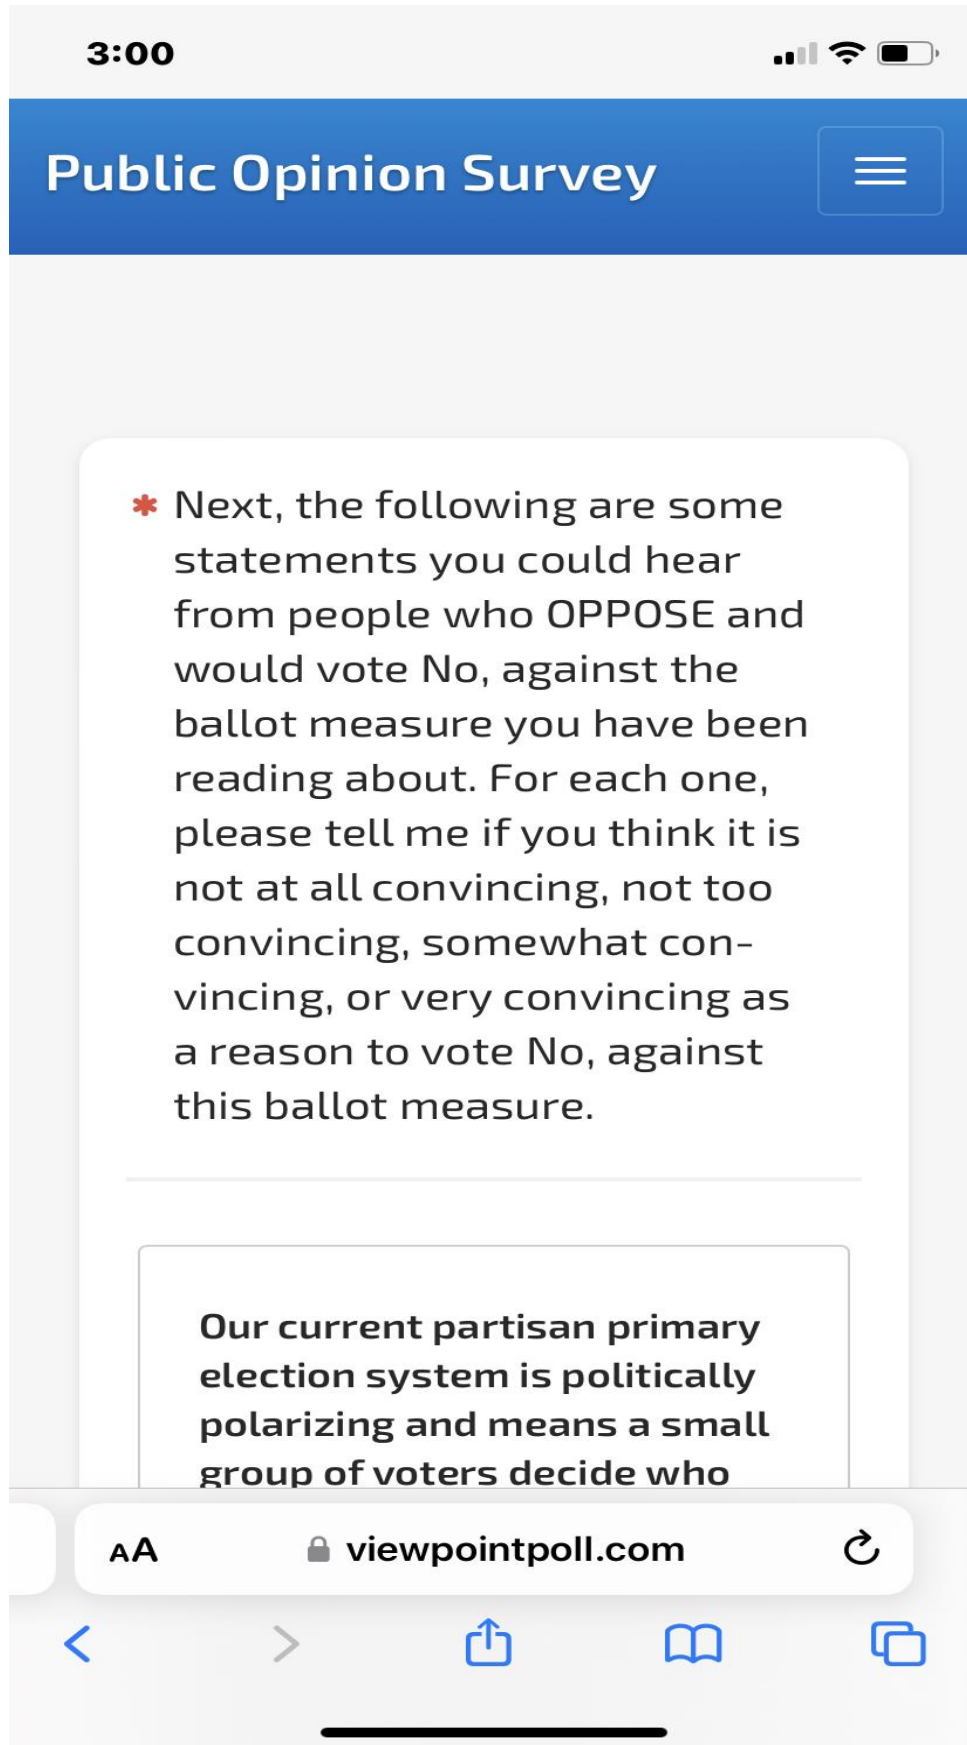 3:00
Public Opinion Survey
* Next, the following are some
statements you could hear
from people who OPPOSE and
would vote No, against the
ballot measure you have been
reading about. For each one,
please tell me if you think it is
not at all convincing, not too
convincing, somewhat con-
vincing, or very convincing as
a reason to vote No, against
this ballot measure.
Our current partisan primary
election system is politically
polarizing and means a small
group of voters decide who
AA viewpointpoll.com